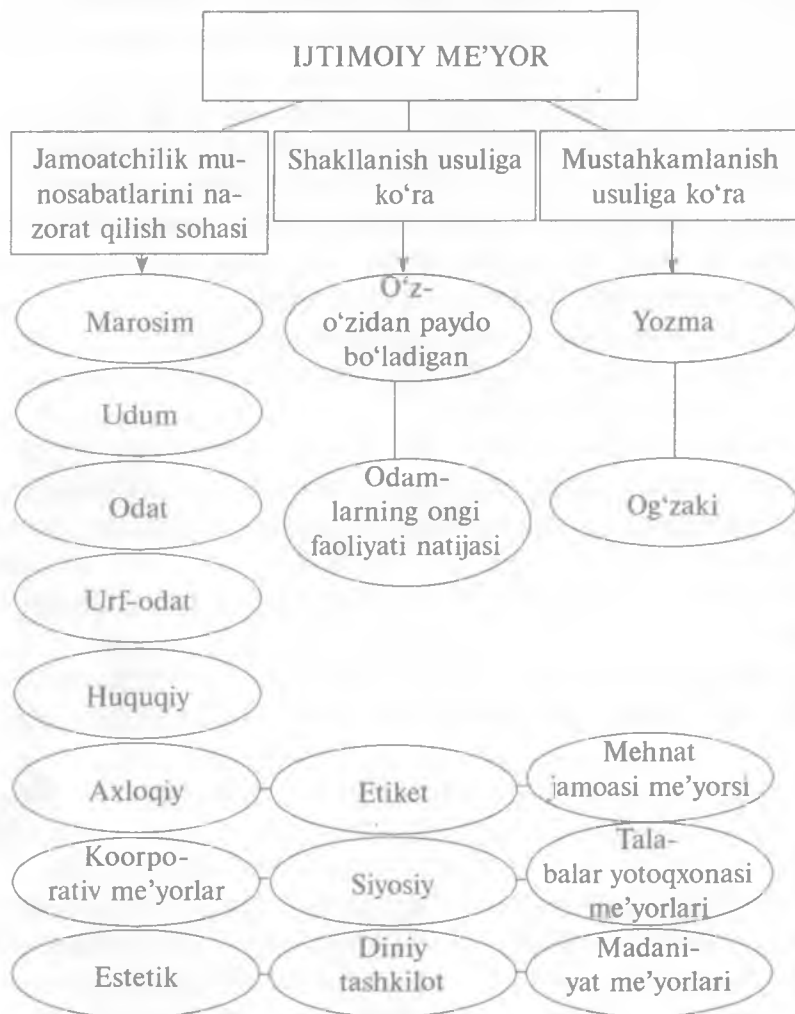 IJTIMOIY ME’YOR
Jamoatchilik mu-
nosabatlarini na-
zorat qilish sohasi
Shakllanish usuliga
ko‘ra
Mustahkamlanish
usuliga ko‘ra
Marosim
Udum
Odat
Urf-odat
Huquqiy
O‘z-
o‘zidan paydo
bo‘ladigan
Odam-
larning ongi
faoliyati natijasi
Yozma
Og‘zaki
Axloqiy
Etiket
Mehnat
jamoasi me’yorsi
Koorpo-
rativ me’yorlar
Siyosiy
Tala-
balar yotoqxonasi
me’yorlari
Estetik
Diniy
tashkilot
Madani-
yat me’yorlari